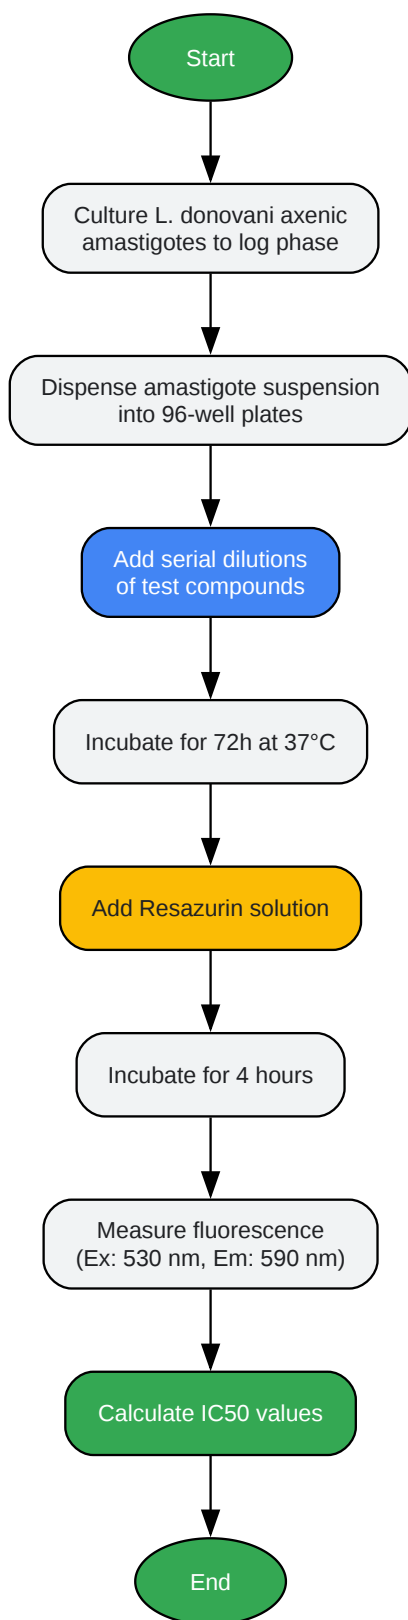 Start
Culture L. donovani axenic
amastigotes to log phase
Dispense amastigote suspension
into 96-well plates
Add serial dilutions
of test compounds
Incubate for 72h at 37°C
Add Resazurin solution
Incubate for 4 hours
Measure fluorescence
(Ex: 530 nm, Em: 590 nm)
Calculate IC50 values
End